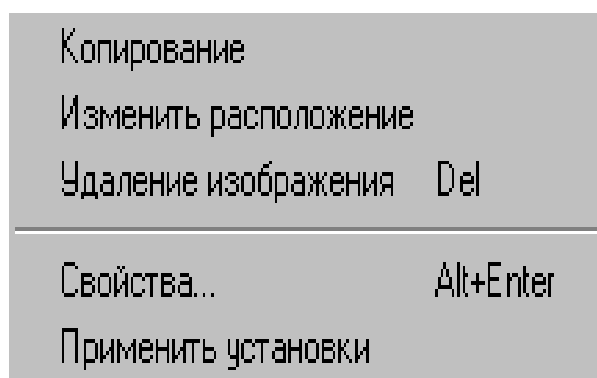 Копирование
Изменить расположение
Удаление изображения Del
Свойства... Alt+Enter
Применить установки